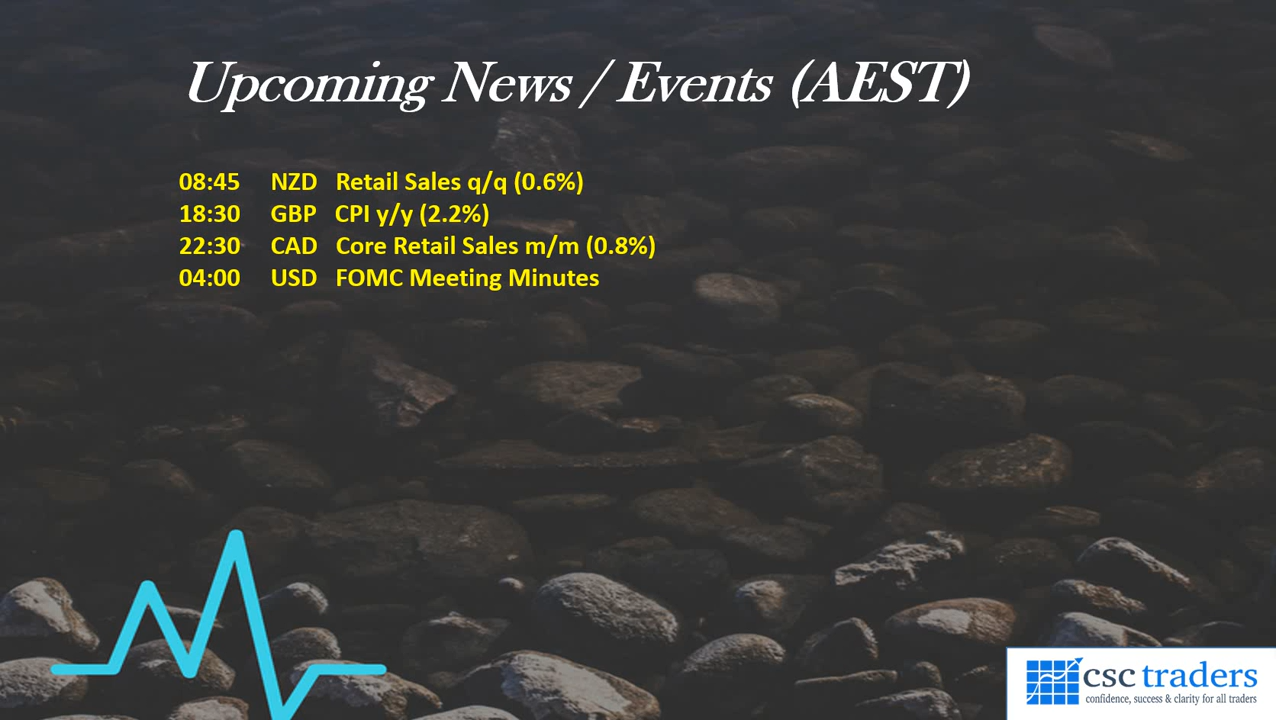 Upcoming News / Events (AEST)
08:45 NZD Retail Sales q/q (0.6%)
18:30 GBP CPI y/y (2.2%)
22:30 CAD Core Retail Sales m/m (0.8%)
04:00 USD FOMC Meeting Minutes
csc traders
confidence, success & clarity for all traders